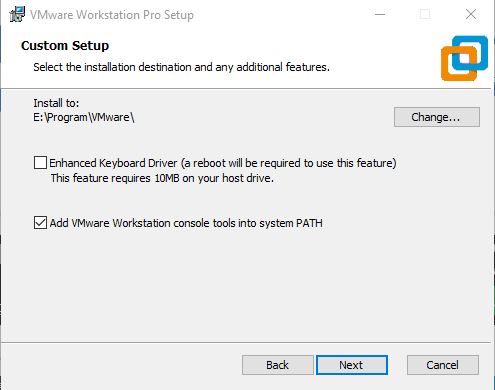 VMware Workstation Pro Setup
Custom Setup
Select the installation destination and any additional features.
Install to:
E:\Program\VMware\
Change...
Enhanced Keyboard Driver (a reboot will be required to use this feature)
This feature requires 10MB on your host drive.
Add VMware Workstation console tools into system PATH
Back
Next
Cancel